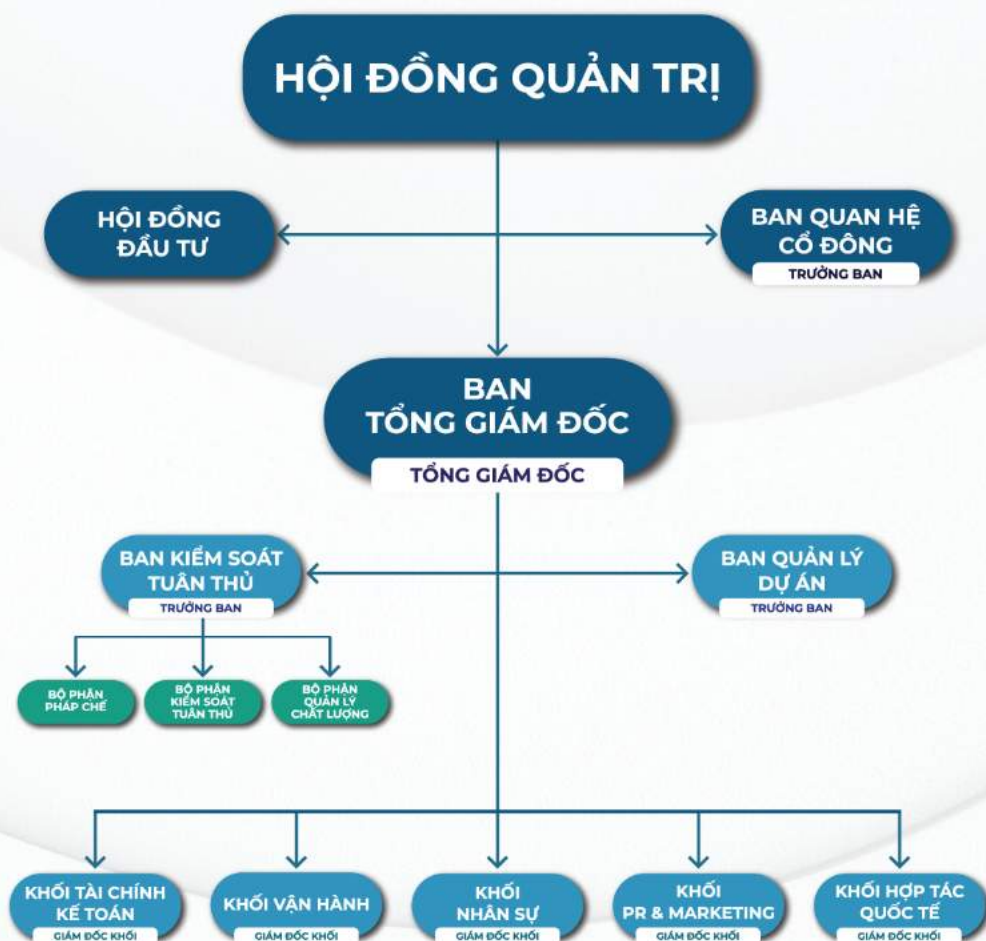 HỘI ĐỒNG QUẢN TRỊ
HỘI ĐỒNG
ĐẦU TƯ
BAN QUAN HỆ
CỔ ĐÔNG
TRƯỞNG BAN
BAN
TỔNG GIÁM ĐỐC
TỔNG GIÁM ĐỐC
BAN KIỂM SOÁT
TUÂN THỦ
TRƯỞNG BAN
BAN QUẢN LÝ
DỰ ÁN
TRƯỞNG BAN
BỘ PHẬN
PHÁP CHẾ
BỘ PHẬN
KIỂM SOÁT
TUÂN THỦ
BỘ PHẬN
QUẢN LÝ
CHẤT LƯỢNG
KHỐI TÀI CHÍNH
KẾ TOÁN
GIÁM ĐỐC KHỐI
KHỐI VẬN HÀNH
GIÁM ĐỐC KHỐI
KHỐI
NHÂN SỰ
GIÁM ĐỐC KHỐI
KHỐI
PR & MARKETING
GIÁM ĐỐC KHỐI
KHỐI HỢP TÁC
QUỐC TẾ
GIÁM ĐỐC KHỐI